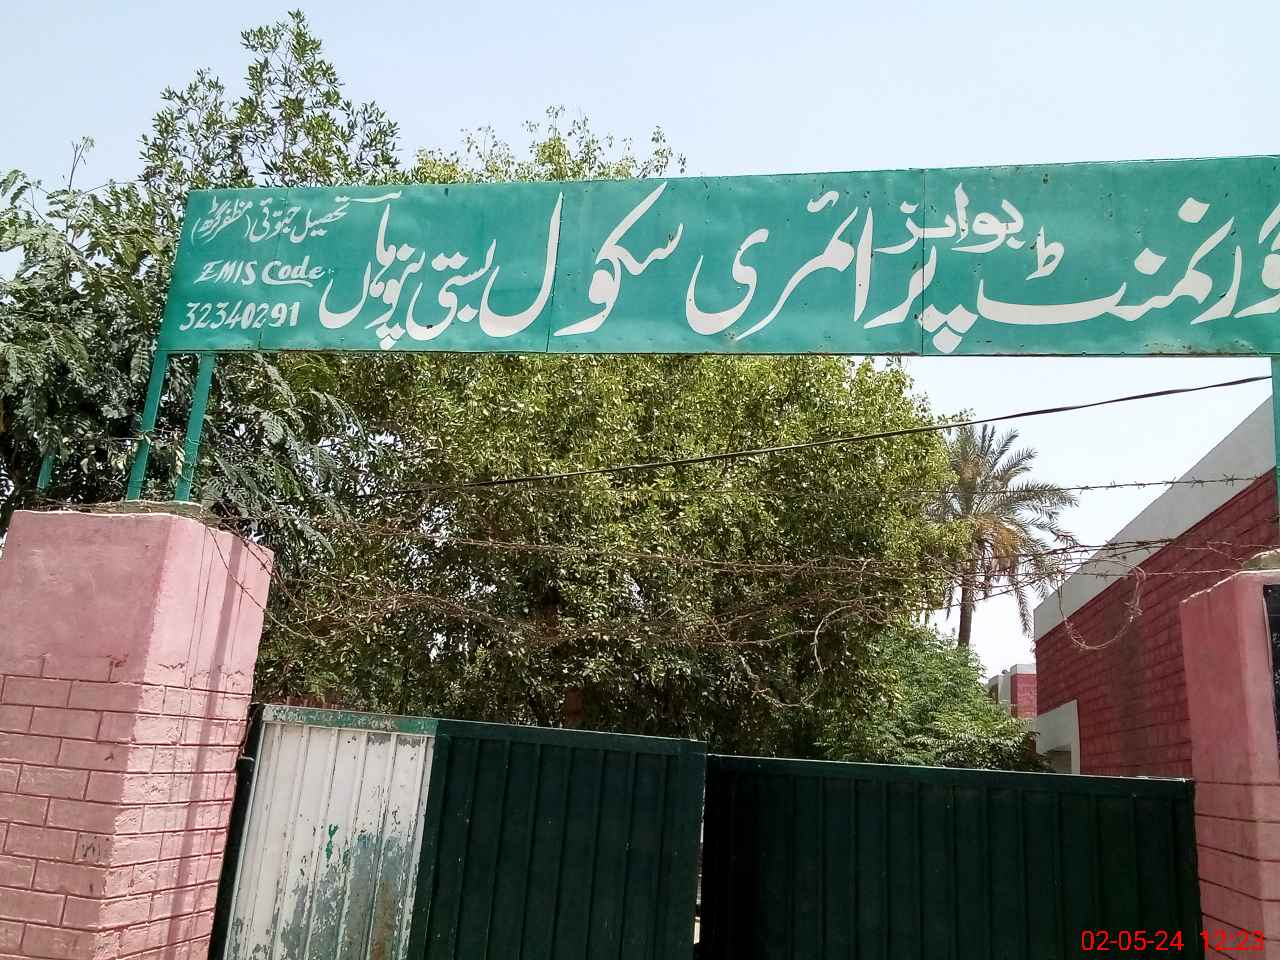 گورنمنٹ بوائز پرائمری سکول بستی
تحصیل جتوئی (مظفرگڑھ)
EMIS Code
32340291
02-05-24 12:23